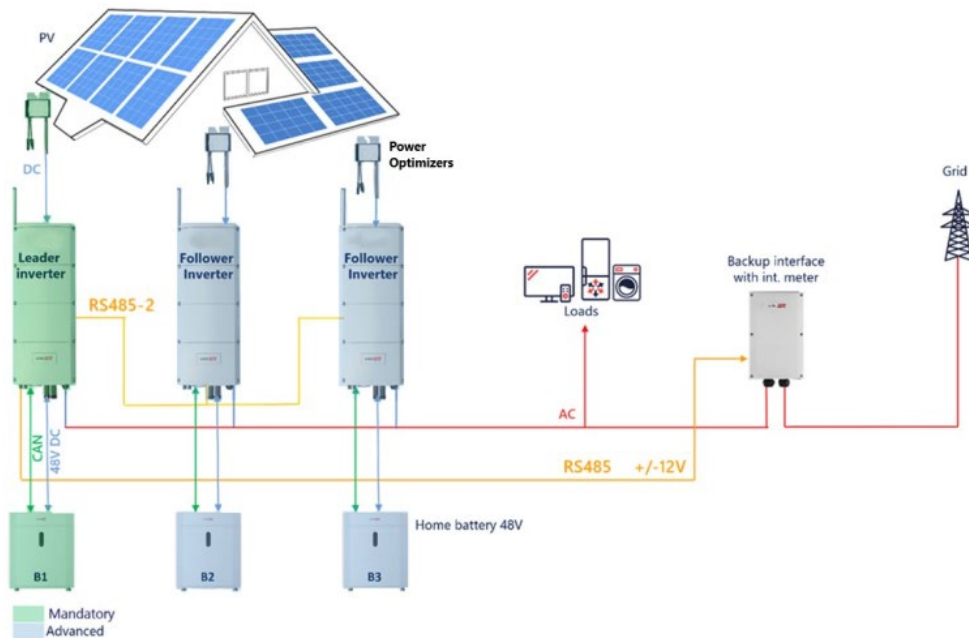 PV
Power
Optimizers
DC
Grid
Leader
inverter
Follower
Inverter
Follower
Inverter
Backup interface
with int. meter
RS485-2
Loads
AC
CAN
48V DC
RS485 +/-12V
Home battery 48V
B1
B2
B3
Mandatory
Advanced